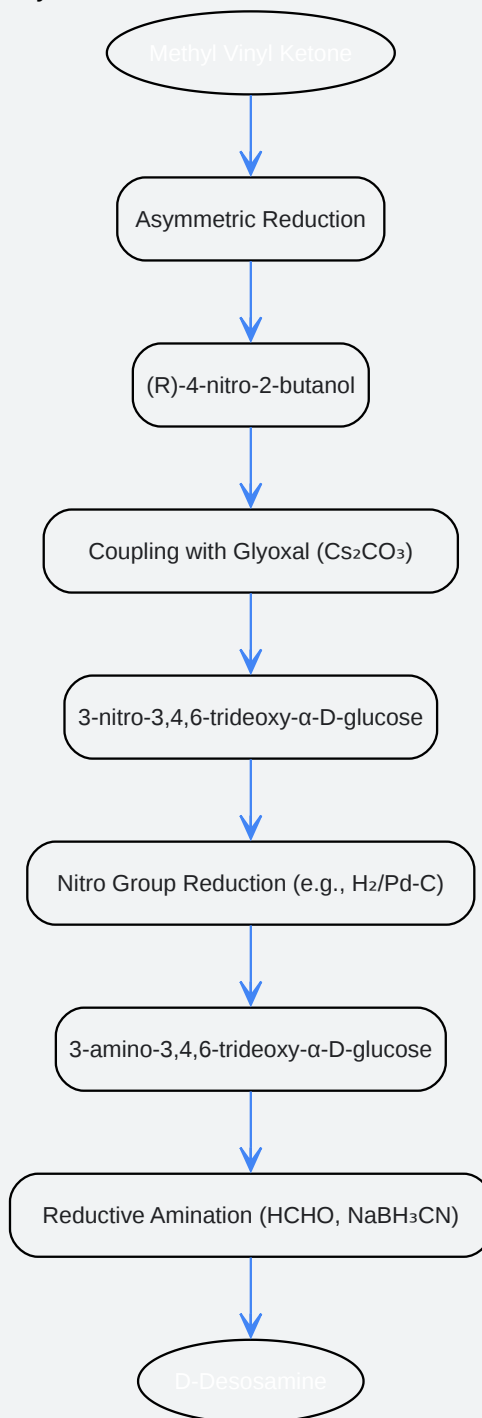 Methyl Vinyl Ketone
Asymmetric Reduction
(R)-4-nitro-2-butanol
Coupling with Glyoxal (Cs₂CO₃)
3-nitro-3,4,6-trideoxy-α-D-glucose
Nitro Group Reduction (e.g., H₂/Pd-C)
3-amino-3,4,6-trideoxy-α-D-glucose
Reductive Amination (HCHO, NaBH₃CN)
D-Desosamine